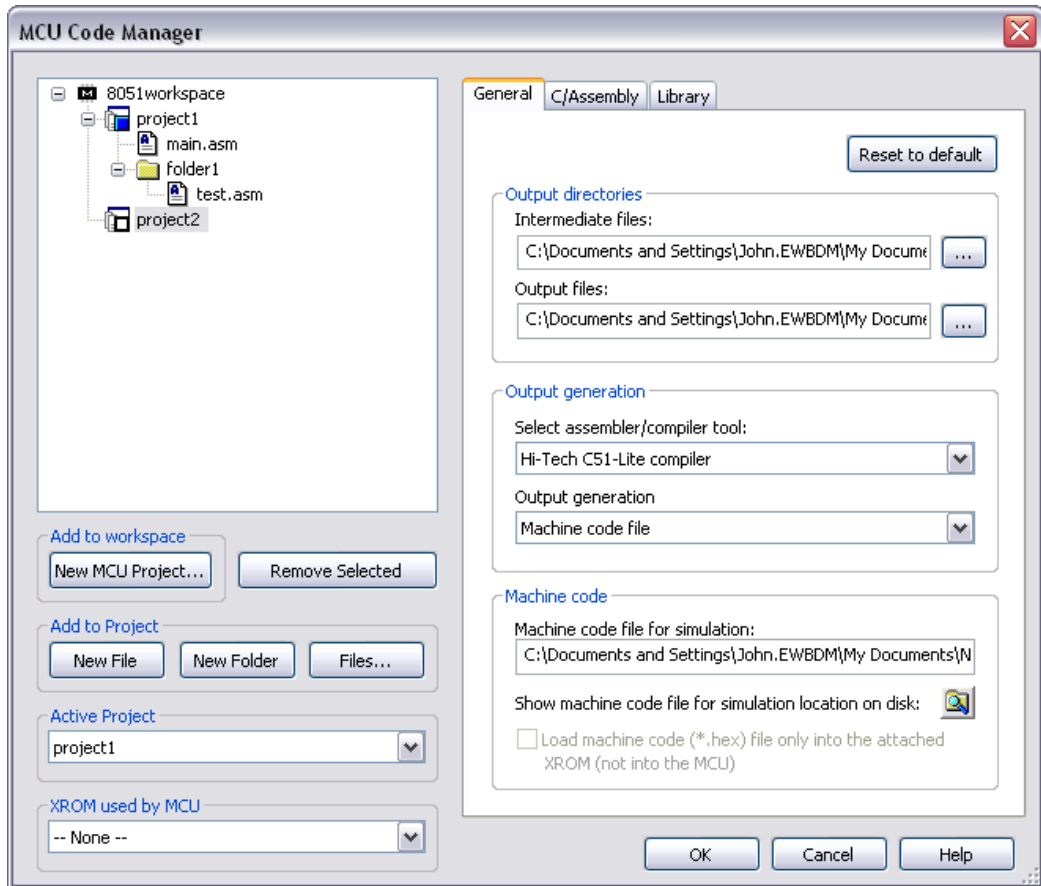 MCU Code Manager
8051workspace
project1
main.asm
folder1
test.asm
project2
Add to workspace
New MCU Project...
Remove Selected
Add to Project
New File
New Folder
Files...
Active Project
project1
XROM used by MCU
-- None --
General
C/Assembly
Library
Reset to default
Output directories
Intermediate files:
C:\Documents and Settings\John.EWBDM\My Docume
...
Output files:
C:\Documents and Settings\John.EWBDM\My Docume
...
Output generation
Select assembler/compiler tool:
Hi-Tech C51-Lite compiler
Output generation
Machine code file
Machine code
Machine code file for simulation:
C:\Documents and Settings\John.EWBDM\My Documents\N
Show machine code file for simulation location on disk:
Load machine code (*.hex) file only into the attached
XROM (not into the MCU)
OK
Cancel
Help